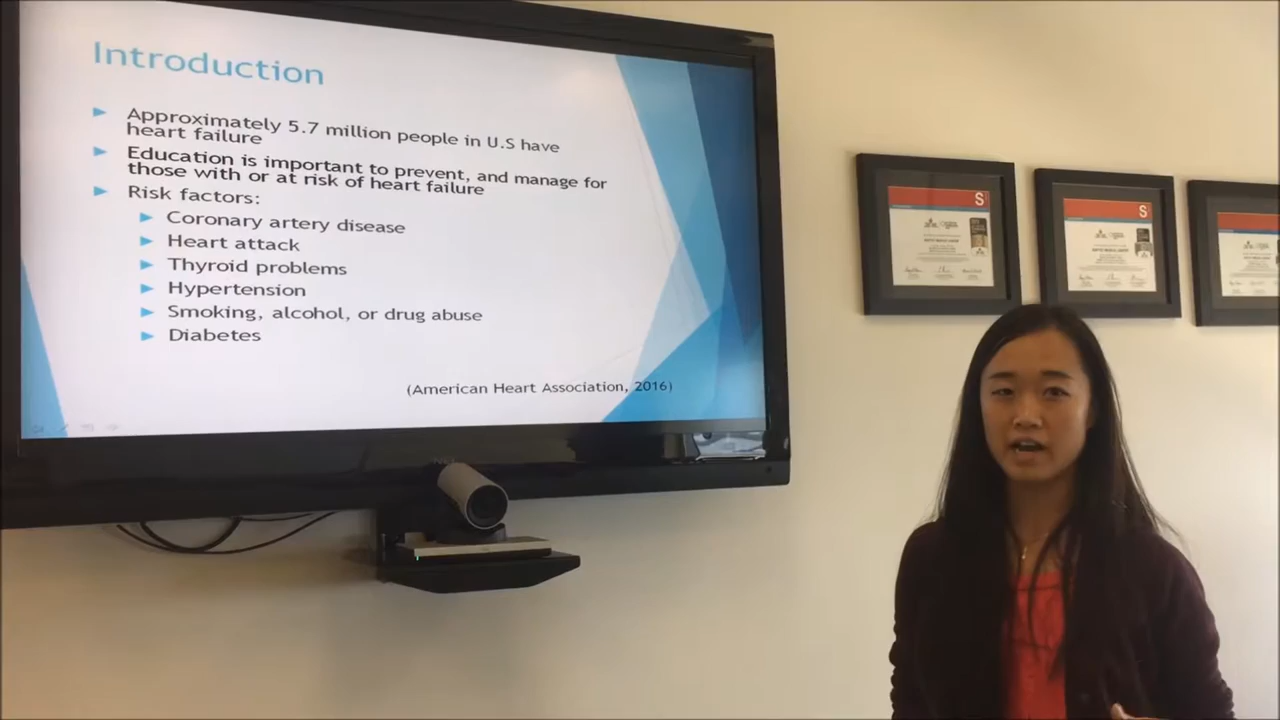 Introduction
Approximately 5.7 million people in U.S have
heart failure
Education is important to prevent, and manage for
those with or at risk of heart failure
Risk factors:
Coronary artery disease
Heart attack
Thyroid problems
Hypertension
Smoking, alcohol, or drug abuse
Diabetes
(American Heart Association, 2016)
S
S